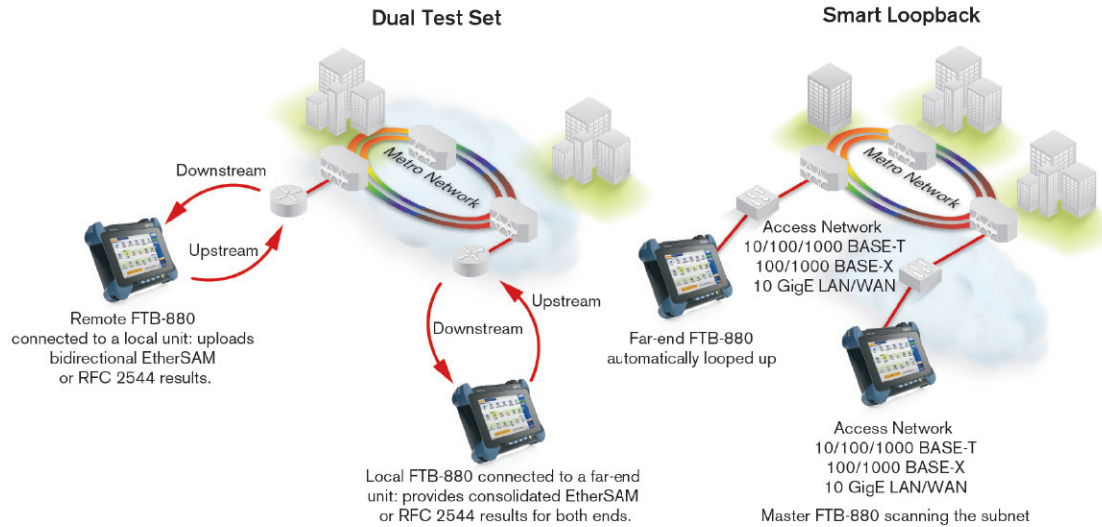 Dual Test Set
Metro Network
Downstream
Upstream
Remote FTB-880
connected to a local unit: uploads
bidirectional EtherSAM
or RFC 2544 results.
Upstream
Downstream
Local FTB-880 connected to a far-end
unit: provides consolidated EtherSAM
or RFC 2544 results for both ends.
Smart Loopback
Metro Network
Access Network
10/100/1000 BASE-T
100/1000 BASE-X
10 GigE LAN/WAN
Far-end FTB-880
automatically looped up
Access Network
10/100/1000 BASE-T
100/1000 BASE-X
10 GigE LAN/WAN
Master FTB-880 scanning the subnet